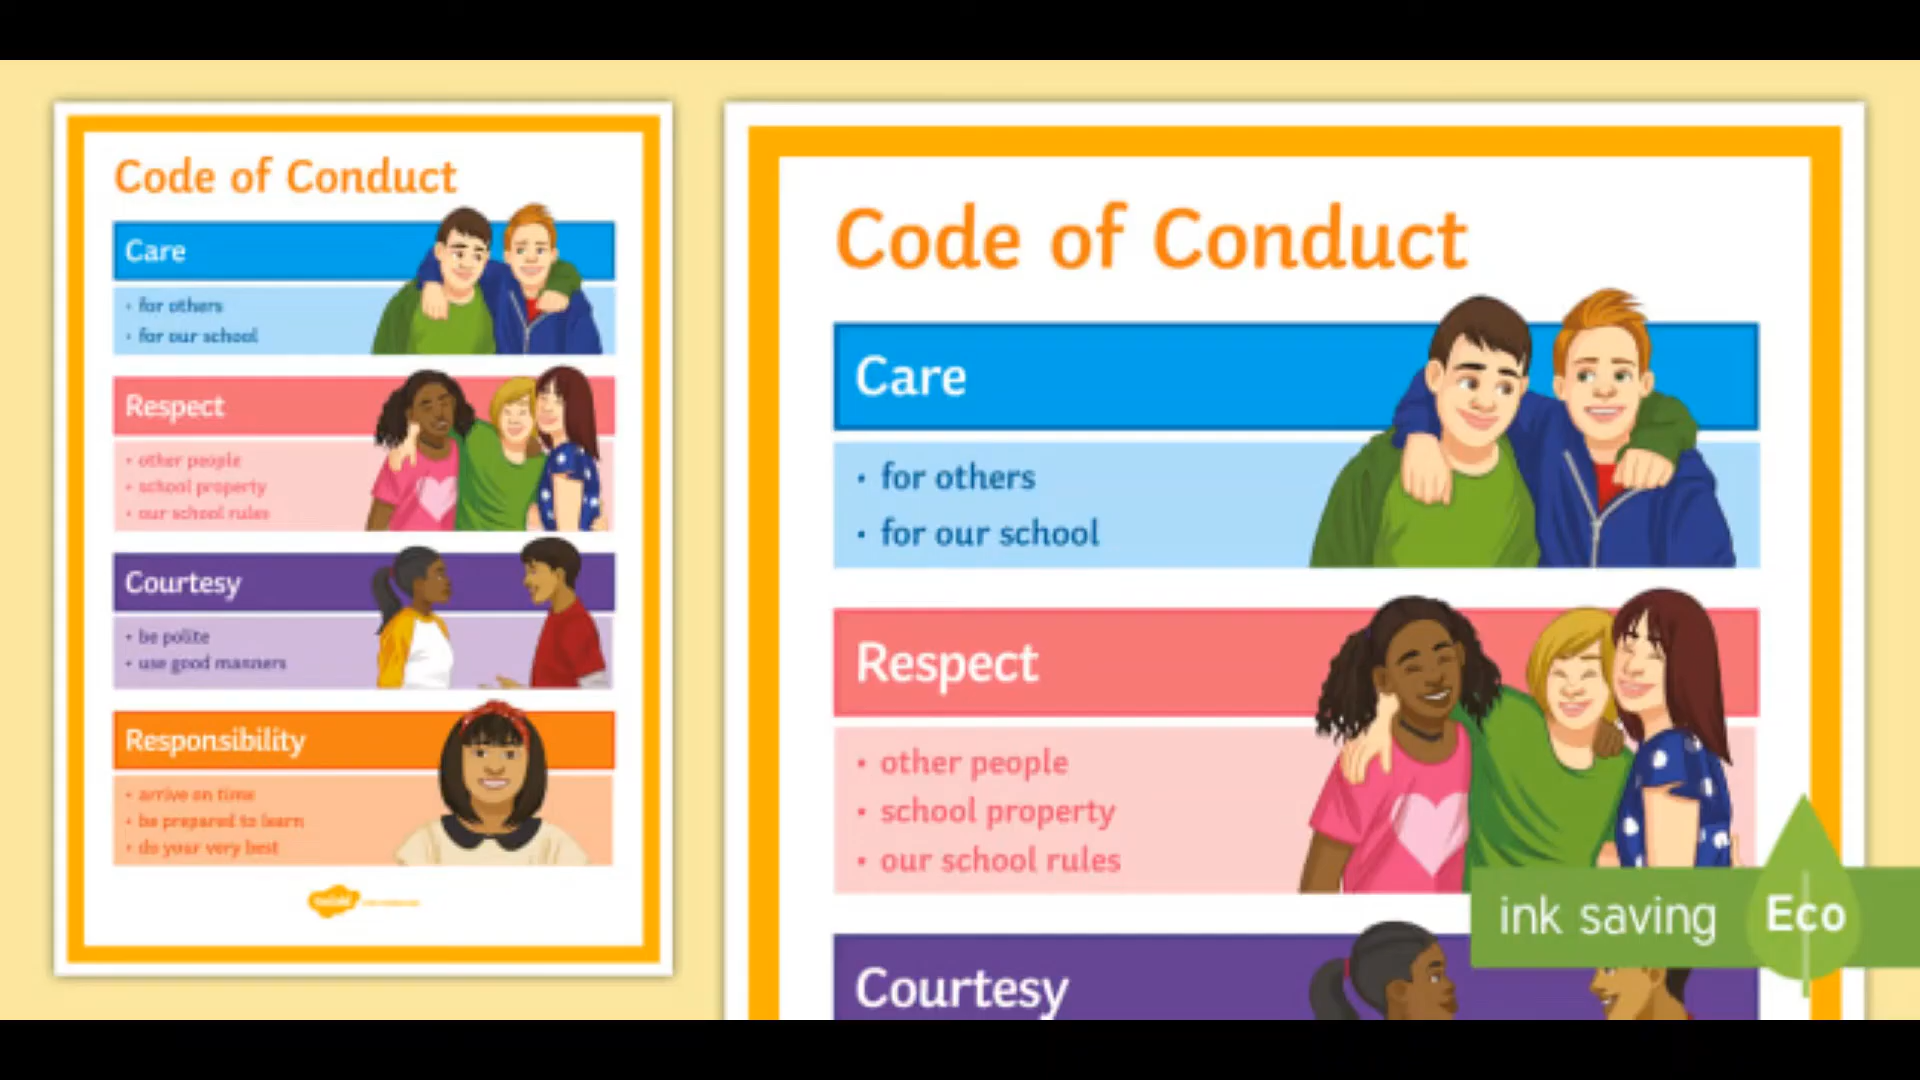 Code of Conduct
Care
• for others
• for our school
Respect
• other people
• school property
• our school rules
Courtesy
• be polite
• use good manners
Responsibility
• arrive on time
• be prepared to learn
• do your very best
Code of Conduct
Care
• for others
• for our school
Respect
• other people
• school property
• our school rules
Courtesy
ink saving
Eco